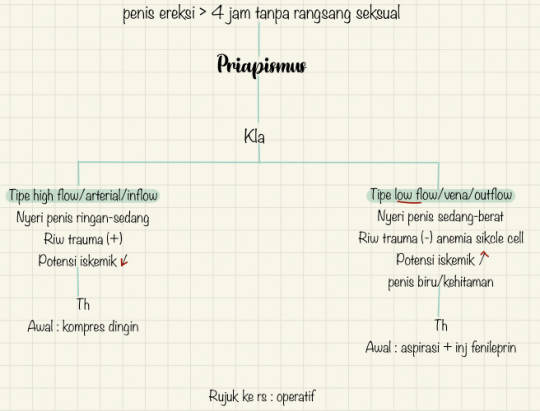 penis ereksi > 4 jam tanpa rangsang seksual
Priapismus
Kla
Tipe high flow/arterial/inflow
Nyeri penis ringan-sedang
Riw trauma (+)
Potensi iskemik ↙
Th
Awal : kompres dingin
Tipe low flow/vena/outflow
Nyeri penis sedang-berat
Riw trauma (-) anemia sikcle cell
Potensi iskemik ↗
penis biru/kehitaman
Th
Awal : aspirasi + inj fenileprin
Rujuk ke rs : operatif